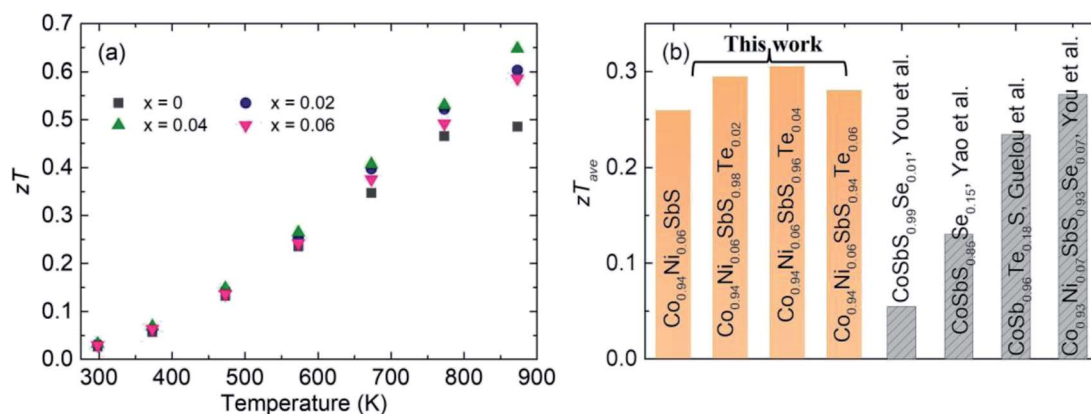 (a)
zT
0.7
0.6
0.5
0.4
0.3
0.2
0.1
0.0
x = 0
x = 0.02
x = 0.04
x = 0.06
300 400 500 600 700 800 900
Temperature (K)
(b)
This work
zT_ave
0.3
0.2
0.1
0.0
Co0.94Ni0.06SbS
Co0.94Ni0.06SbS0.98Te0.02
Co0.94Ni0.06SbS0.96Te0.04
Co0.94Ni0.06SbS0.94Te0.06
CoSbS0.99Se0.01, You et al.
CoSbS0.85Se0.15, Yao et al.
CoSb0.96Te0.18S, Guelou et al.
Co0.93Ni0.07SbS0.93Se0.07, You et al.